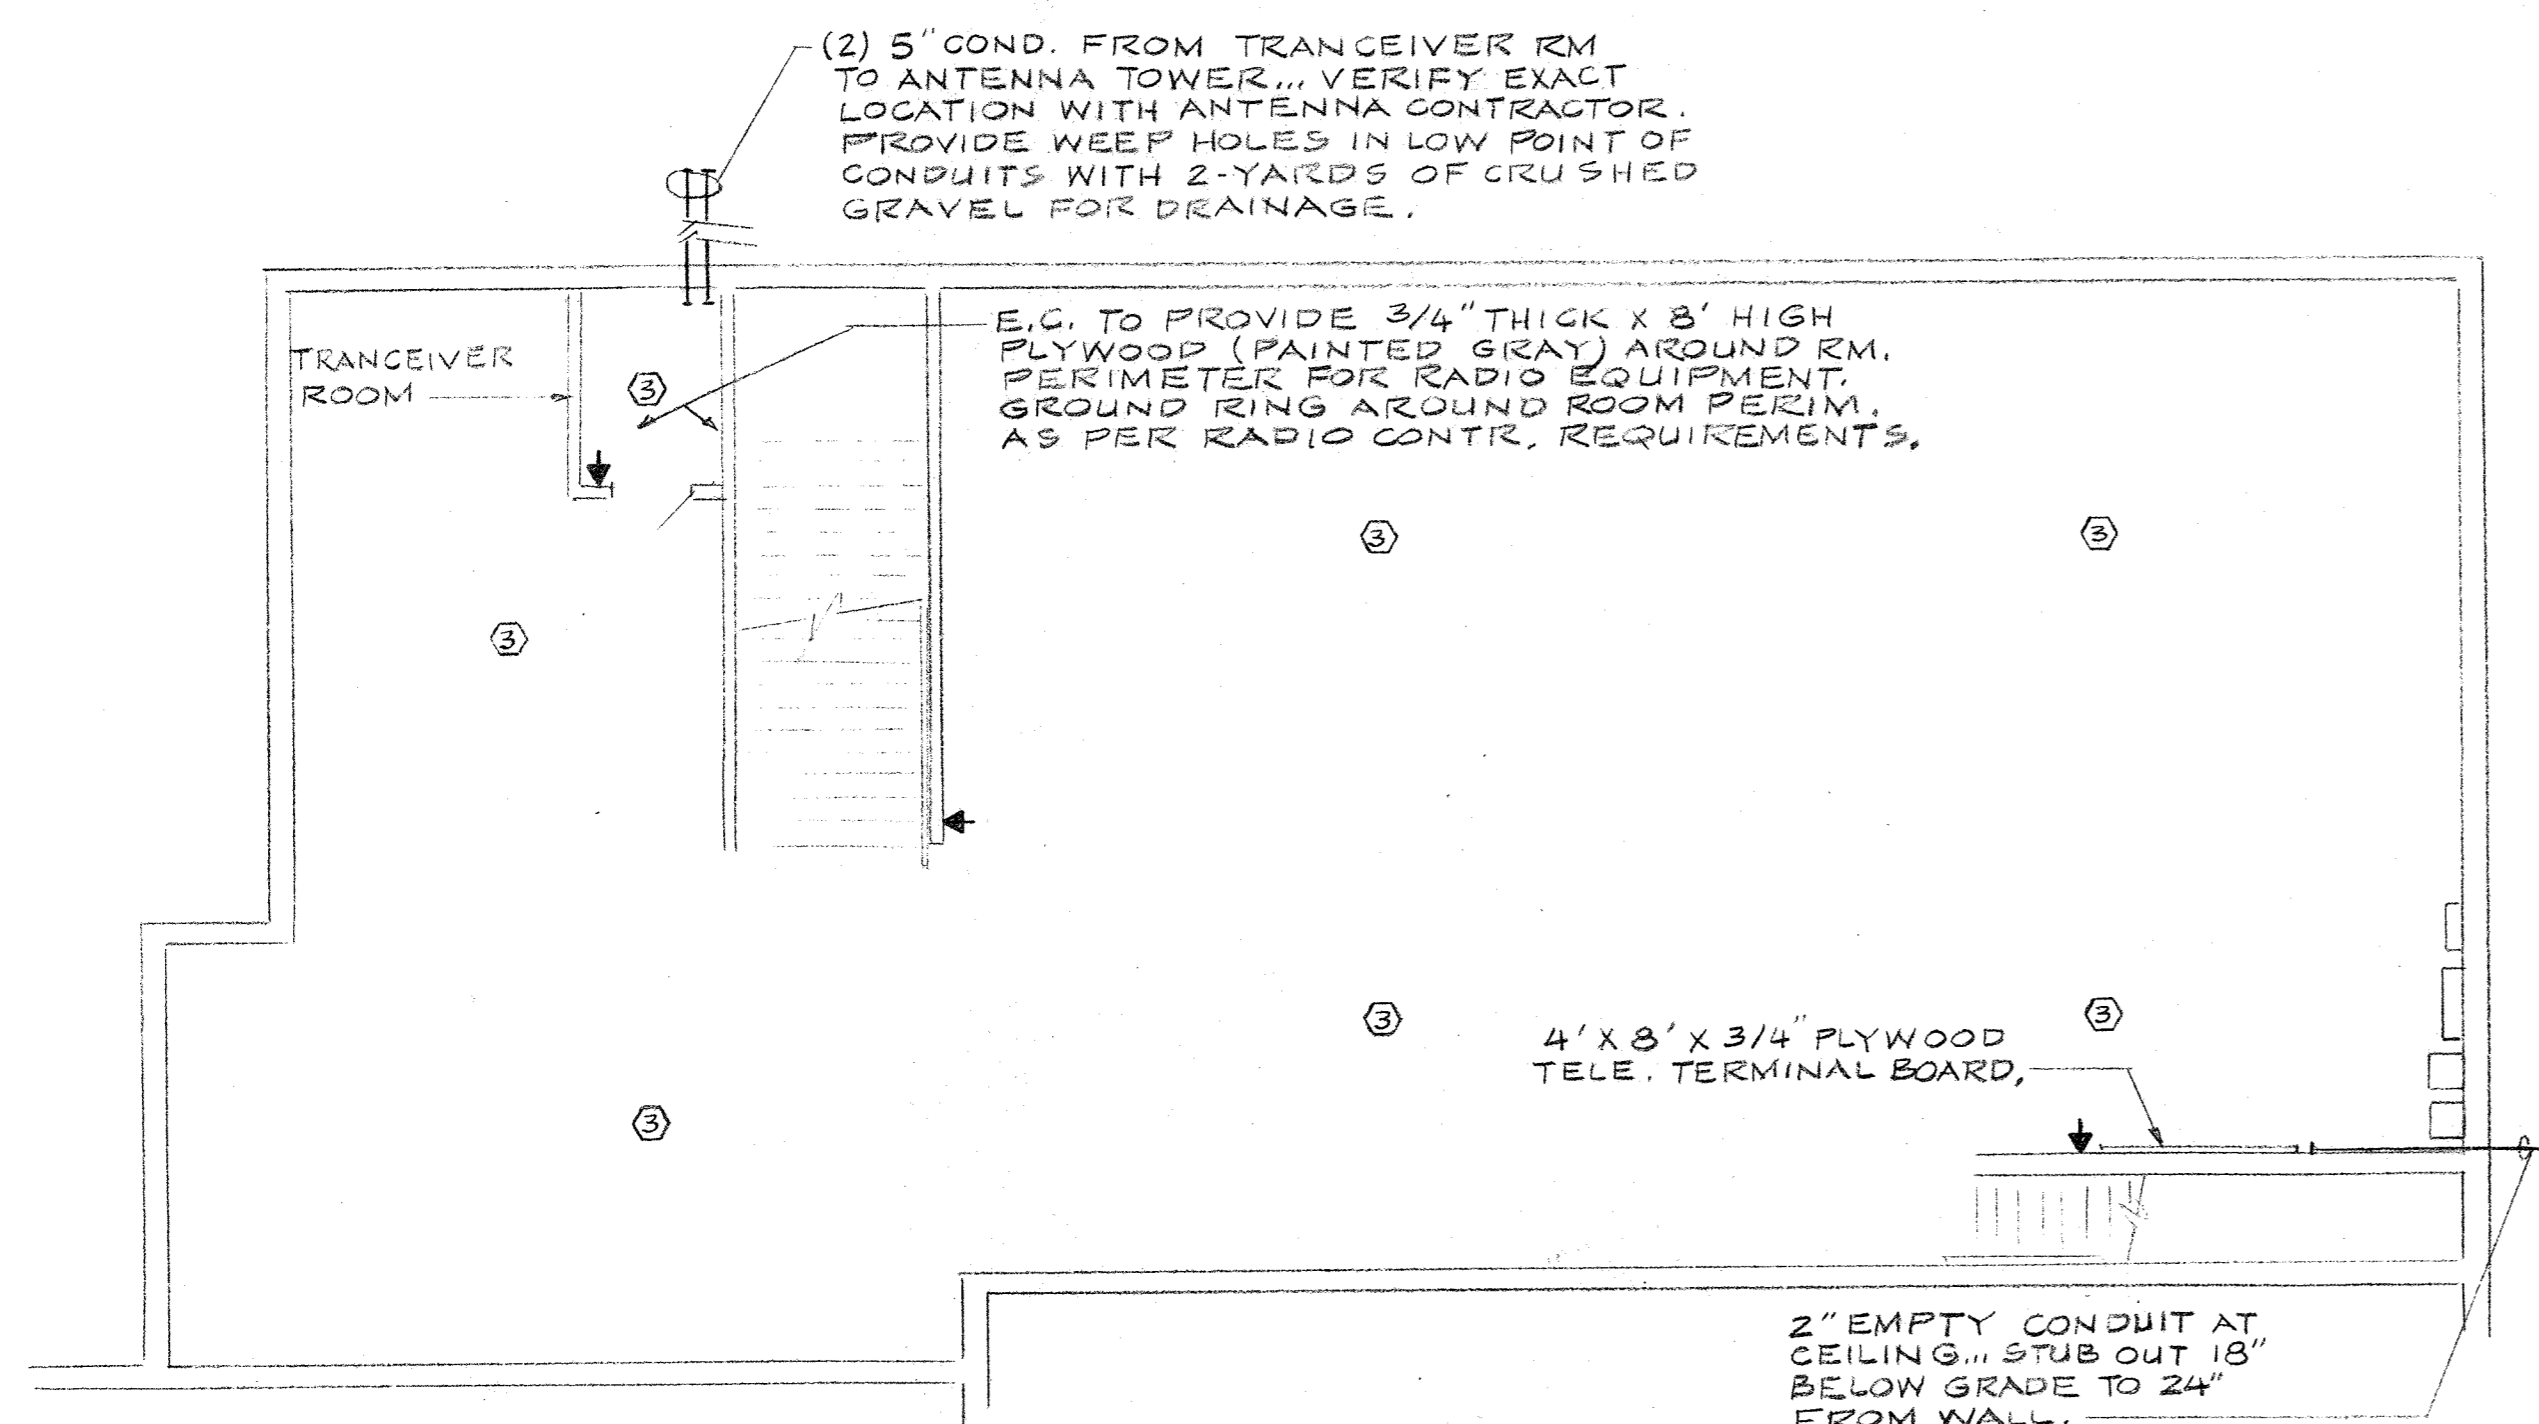 (2) 5" COND. FROM TRANCEIVER RM
TO ANTENNA TOWER... VERIFY EXACT
LOCATION WITH ANTENNA CONTRACTOR.
PROVIDE WEEP HOLES IN LOW POINT OF
CONDUITS WITH 2-YARDS OF CRUSHED
GRAVEL FOR DRAINAGE.
E.C. TO PROVIDE 3/4" THICK X 8' HIGH
PLYWOOD (PAINTED GRAY) AROUND RM.
PERIMETER FOR RADIO EQUIPMENT.
GROUND RING AROUND ROOM PERIM.
AS PER RADIO CONTR. REQUIREMENTS.
TRANCEIVER
ROOM
3
3
3
3
3
3
3
4' X 8' X 3/4" PLYWOOD
TELE. TERMINAL BOARD.
2" EMPTY CONDUIT AT
CEILING... STUB OUT 18"
BELOW GRADE TO 24"
FROM WALL.